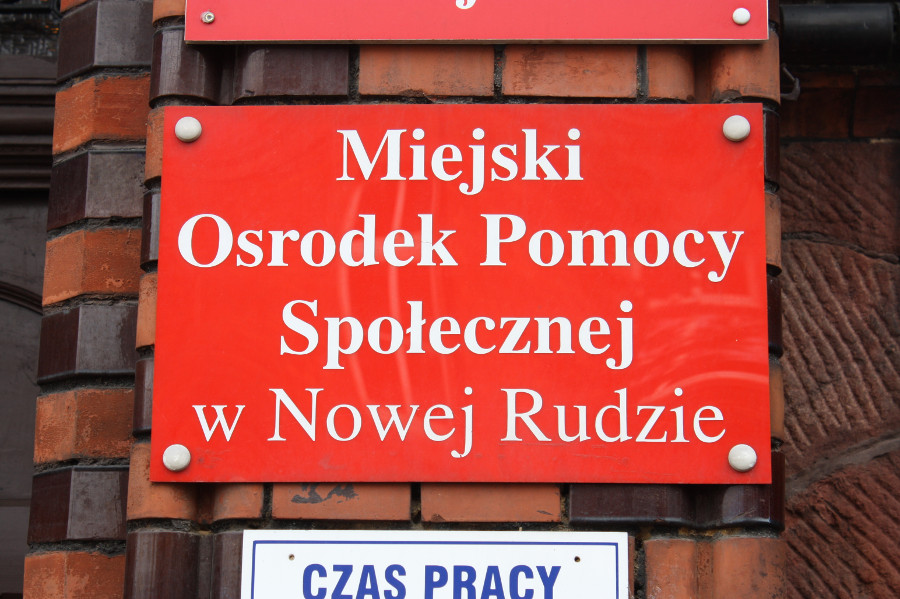 Miejski
Osrodek Pomocy
Społecznej
w Nowej Rudzie
CZAS PRACY